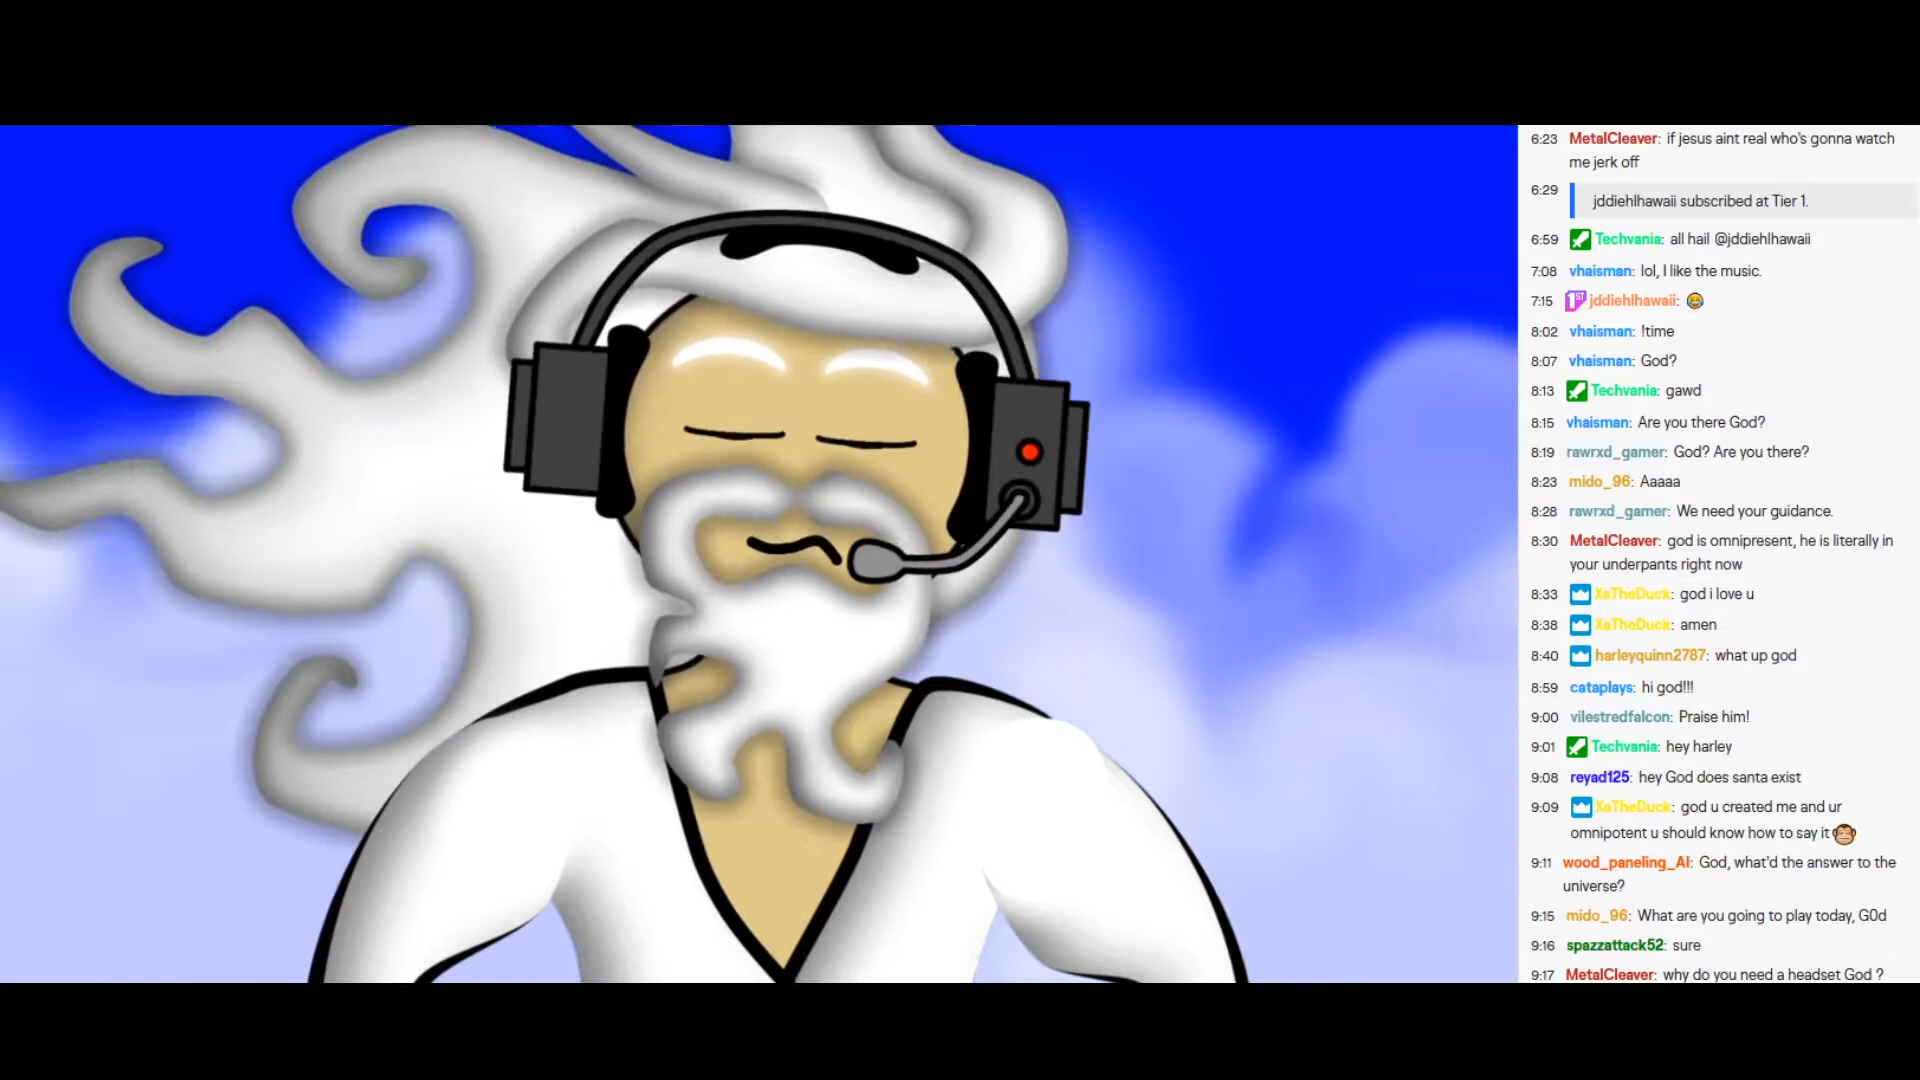 6:23 MetalCleaver: if jesus aint real who's gonna watch
me jerk off
6:29 jddiehlhawaii subscribed at Tier 1.
6:59 Techvania: all hail @jddiehlhawaii
7:08 vhaisman: lol, I like the music.
7:15 1ST jddiehlhawaii: 😂
8:02 vhaisman: !time
8:07 vhaisman: God?
8:13 Techvania: gawd
8:15 vhaisman: Are you there God?
8:19 rawrxd_gamer: God? Are you there?
8:23 mido_96: Aaaaa
8:28 rawrxd_gamer: We need your guidance.
8:30 MetalCleaver: god is omnipresent, he is literally in
your underpants right now
8:33 XaTheDuck: god i love u
8:38 XaTheDuck: amen
8:40 harleyquinn2787: what up god
8:59 cataplays: hi god!!!
9:00 vilestredfalcon: Praise him!
9:01 Techvania: hey harley
9:08 reyad125: hey God does santa exist
9:09 XaTheDuck: god u created me and ur
omnipotent u should know how to say it
9:11 wood_paneling_AI: God, what'd the answer to the
universe?
9:15 mido_96: What are you going to play today, G0d
9:16 spazzattack52: sure
9:17 MetalCleaver: why do you need a headset God ?